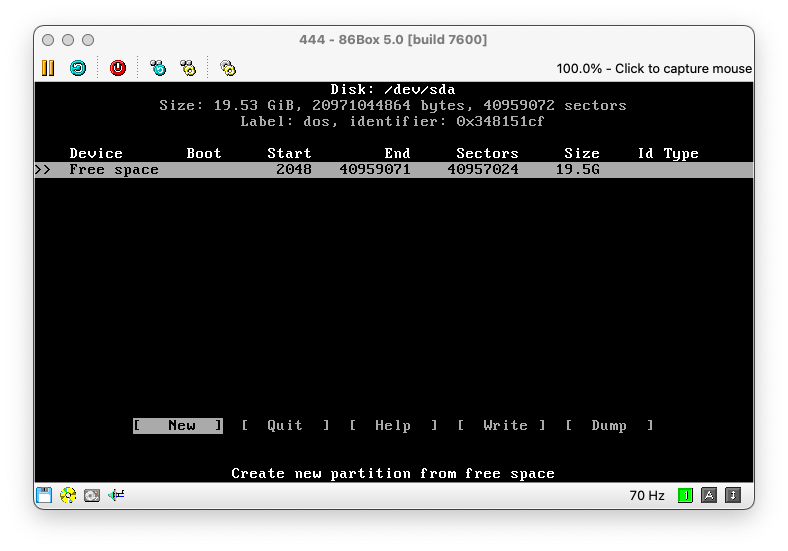 444 - 86Box 5.0 [build 7600]
100.0% - Click to capture mouse
Disk: /dev/sda
Size: 19.53 GiB, 20971044864 bytes, 40959072 sectors
Label: dos, identifier: 0x348151cf
Device Boot Start End Sectors Size Id Type
>> Free space 2048 40959071 40957024 19.5G
[ New ] [ Quit ] [ Help ] [ Write ] [ Dump ]
Create new partition from free space
70 Hz